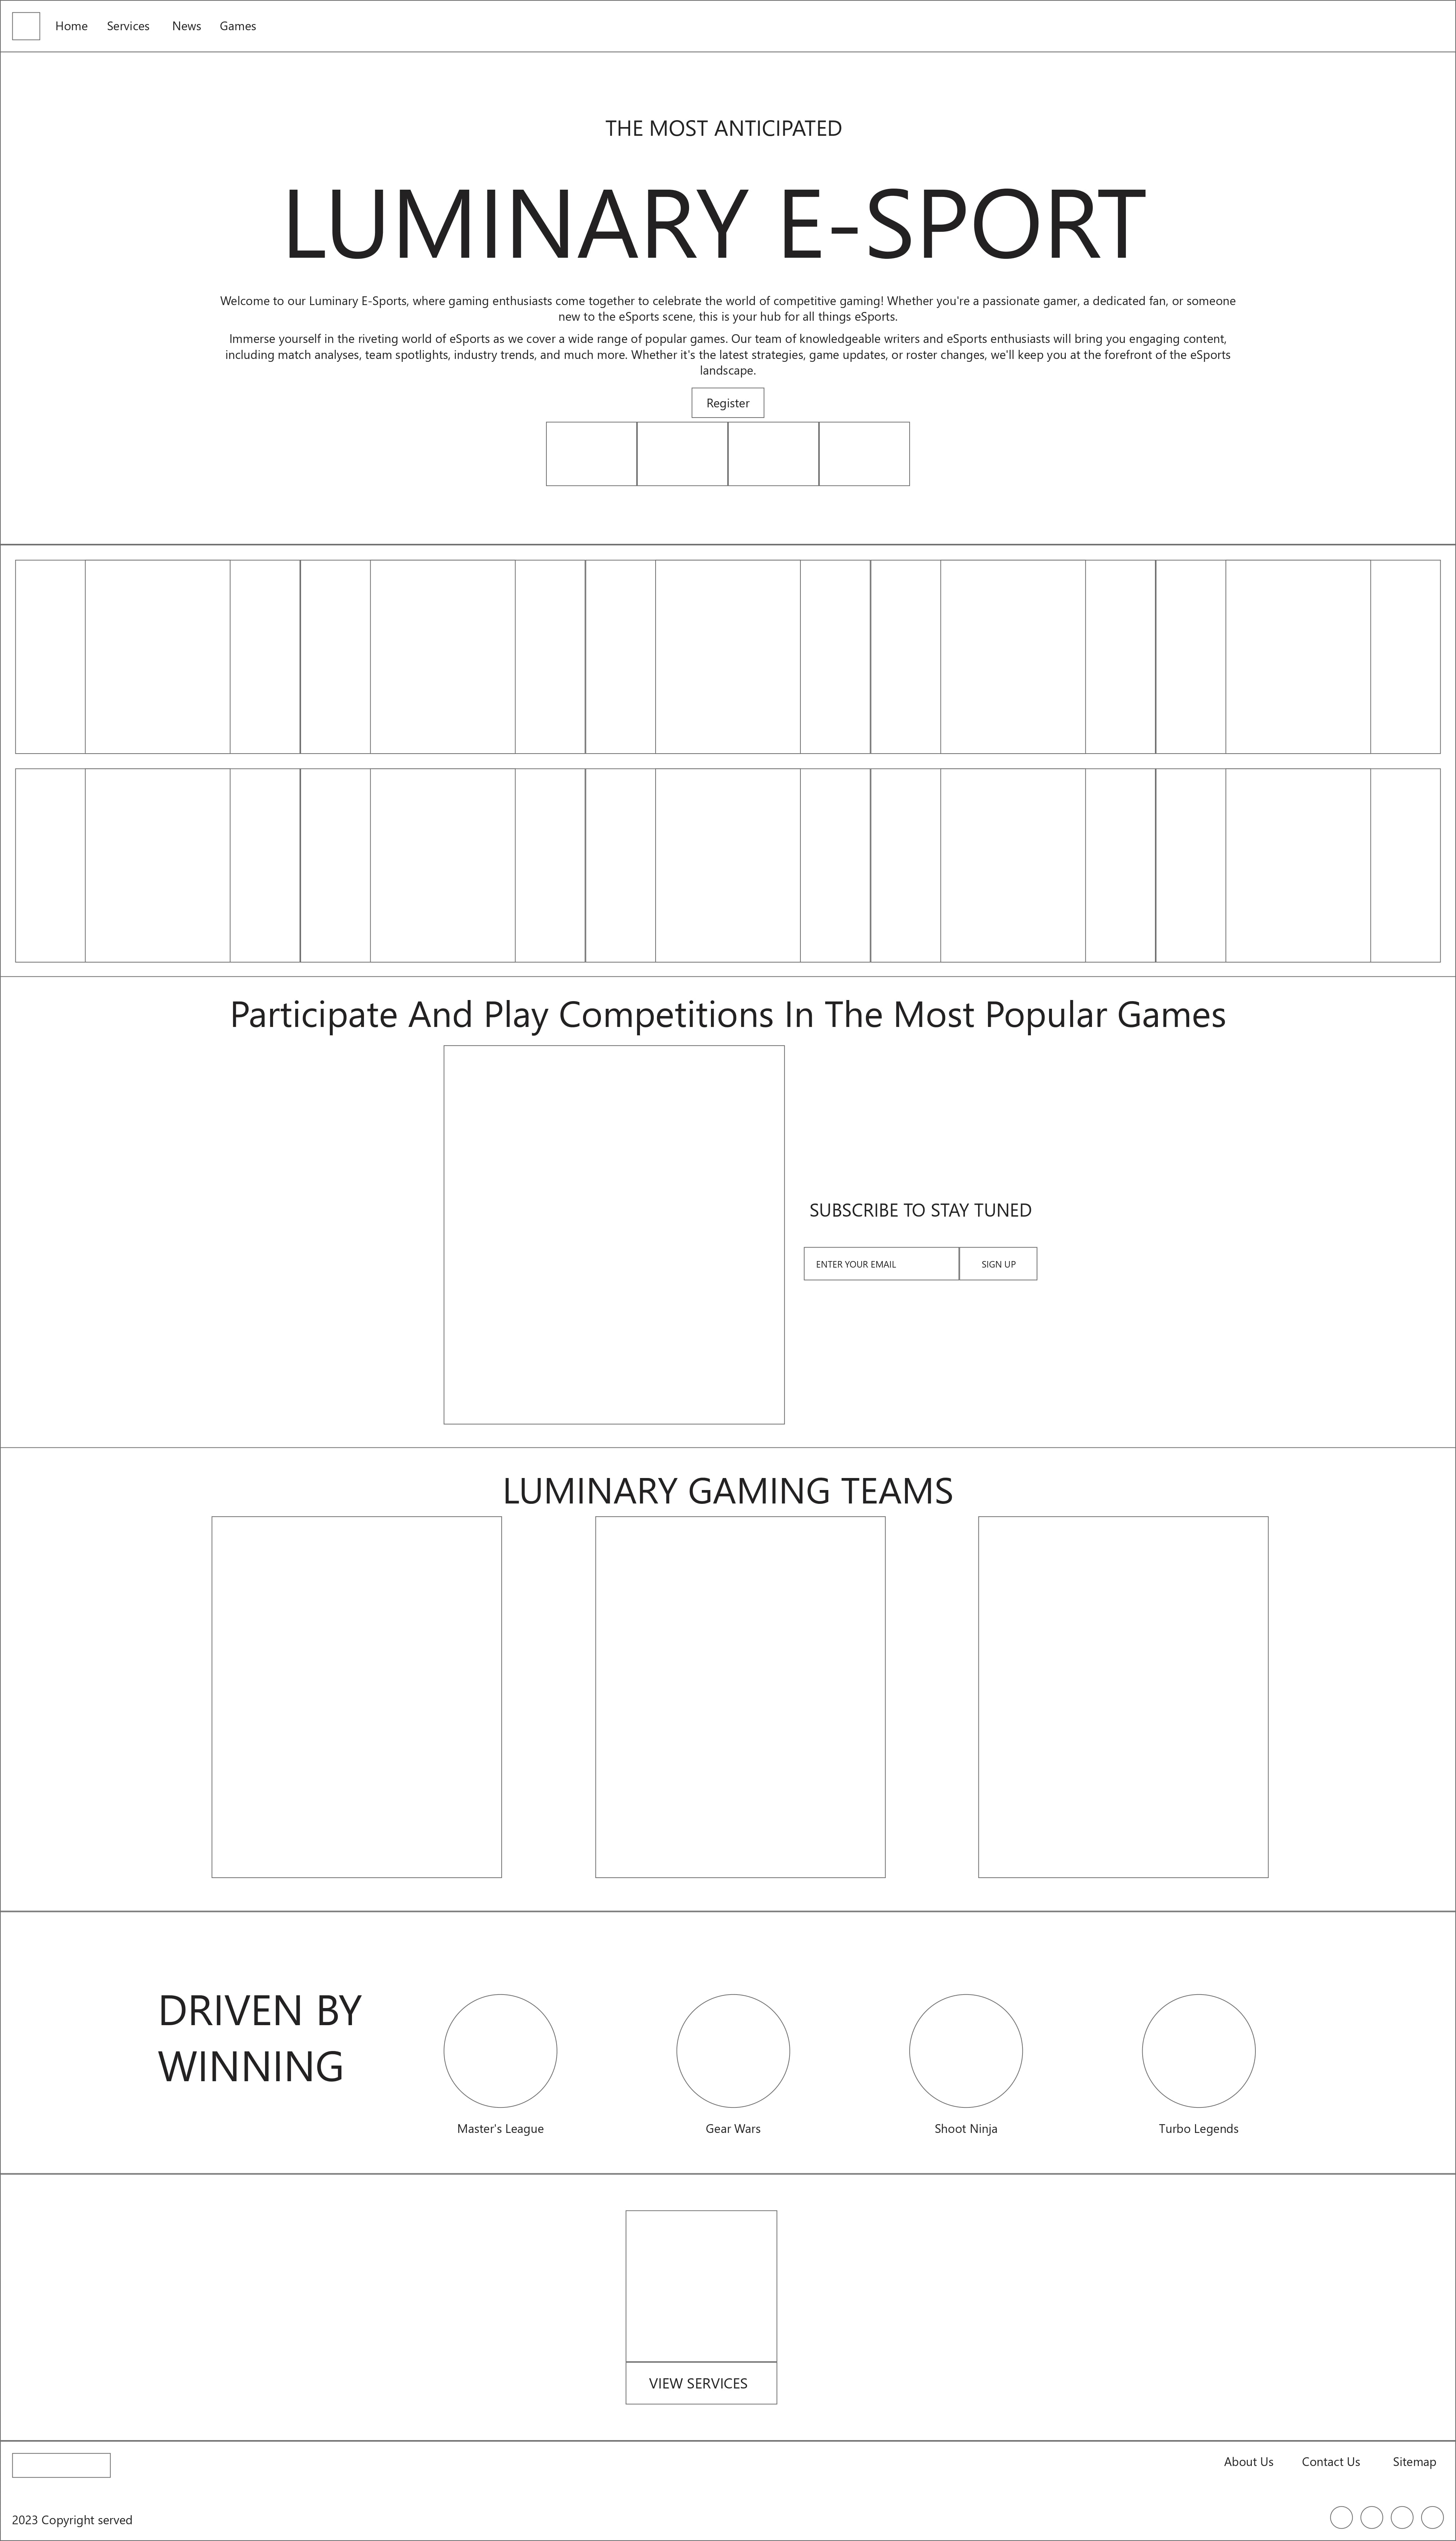 Home Services News Games
THE MOST ANTICIPATED
LUMINARY E-SPORT
Welcome to our Luminary E-Sports, where gaming enthusiasts come together to celebrate the world of competitive gaming! Whether you're a passionate gamer, a dedicated fan, or someone
new to the eSports scene, this is your hub for all things eSports.
Immerse yourself in the riveting world of eSports as we cover a wide range of popular games. Our team of knowledgeable writers and eSports enthusiasts will bring you engaging content,
including match analyses, team spotlights, industry trends, and much more. Whether it's the latest strategies, game updates, or roster changes, we'll keep you at the forefront of the eSports
landscape.
Register
Participate And Play Competitions In The Most Popular Games
SUBSCRIBE TO STAY TUNED
ENTER YOUR EMAIL SIGN UP
LUMINARY GAMING TEAMS
DRIVEN BY
WINNING
Master's League Gear Wars Shoot Ninja Turbo Legends
VIEW SERVICES
About Us Contact Us Sitemap
2023 Copyright served